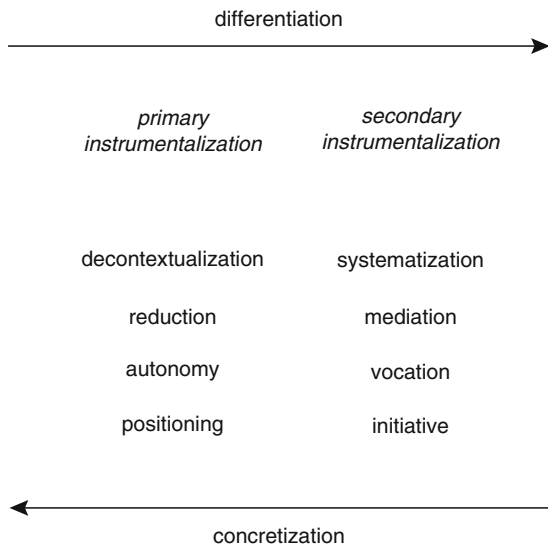 differentiation
primary secondary
instrumentalization instrumentalization
decontextualization systematization
reduction mediation
autonomy vocation
positioning initiative
concretization